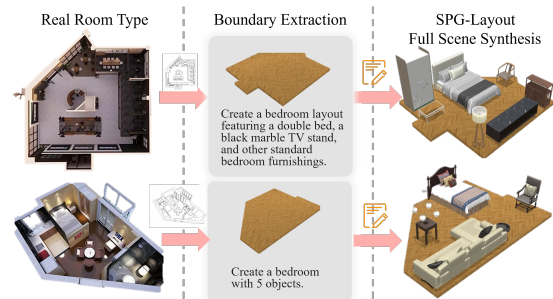 Real Room Type
Boundary Extraction
SPG-Layout
Full Scene Synthesis
Create a bedroom layout
featuring a double bed, a
black marble TV stand,
and other standard
bedroom furnishings.
Create a bedroom
with 5 objects.